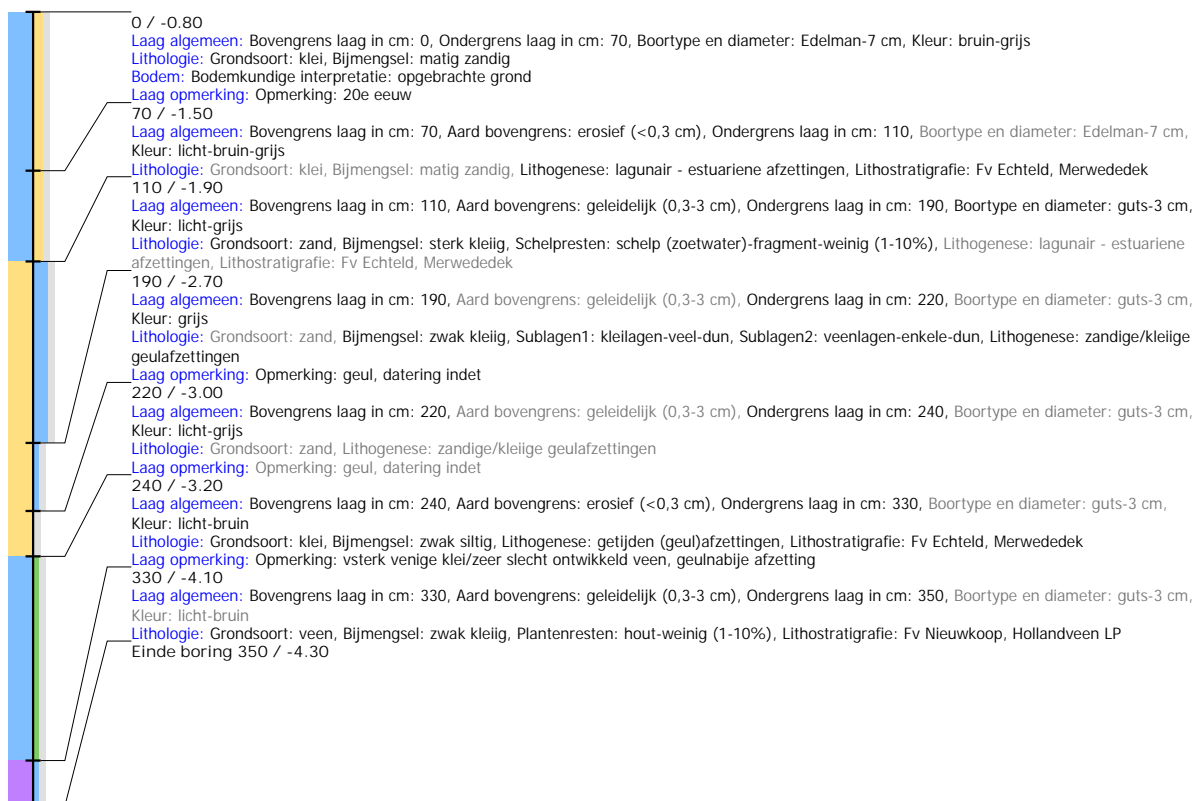 0 / -0.80
Laag algemeen: Bovengrens laag in cm: 0, Ondergrens laag in cm: 70, Boortype en diameter: Edelman-7 cm, Kleur: bruin-grijs
Lithologie: Grondsoort: klei, Bijmengsel: matig zandig
Bodem: Bodemkundige interpretatie: opgebrachte grond
Laag opmerking: Opmerking: 20e eeuw
70 / -1.50
Laag algemeen: Bovengrens laag in cm: 70, Aard bovengrens: erosief (<0,3 cm), Ondergrens laag in cm: 110, Boortype en diameter: Edelman-7 cm,
Kleur: licht-bruin-grijs
Lithologie: Grondsoort: klei, Bijmengsel: matig zandig, Lithogenese: lagunair - estuariene afzettingen, Lithostratigrafie: Fv Echteld, Merwededek
110 / -1.90
Laag algemeen: Bovengrens laag in cm: 110, Aard bovengrens: geleidelijk (0,3-3 cm), Ondergrens laag in cm: 190, Boortype en diameter: guts-3 cm,
Kleur: licht-grijs
Lithologie: Grondsoort: zand, Bijmengsel: sterk kleiig, Schelpresten: schelp (zoetwater)-fragment-weinig (1-10%), Lithogenese: lagunair - estuariene
afzettingen, Lithostratigrafie: Fv Echteld, Merwededek
190 / -2.70
Laag algemeen: Bovengrens laag in cm: 190, Aard bovengrens: geleidelijk (0,3-3 cm), Ondergrens laag in cm: 220, Boortype en diameter: guts-3 cm,
Kleur: grijs
Lithologie: Grondsoort: zand, Bijmengsel: zwak kleiig, Sublagen1: kleilagen-veel-dun, Sublagen2: veenlagen-enkele-dun, Lithogenese: zandige/kleiige
geulafzettingen
Laag opmerking: Opmerking: geul, datering indet
220 / -3.00
Laag algemeen: Bovengrens laag in cm: 220, Aard bovengrens: geleidelijk (0,3-3 cm), Ondergrens laag in cm: 240, Boortype en diameter: guts-3 cm,
Kleur: licht-grijs
Lithologie: Grondsoort: zand, Lithogenese: zandige/kleiige geulafzettingen
Laag opmerking: Opmerking: geul, datering indet
240 / -3.20
Laag algemeen: Bovengrens laag in cm: 240, Aard bovengrens: erosief (<0,3 cm), Ondergrens laag in cm: 330, Boortype en diameter: guts-3 cm,
Kleur: licht-bruin
Lithologie: Grondsoort: klei, Bijmengsel: zwak siltig, Lithogenese: getijden (geul)afzettingen, Lithostratigrafie: Fv Echteld, Merwededek
Laag opmerking: Opmerking: vsterk venige klei/zeer slecht ontwikkeld veen, geulnabije afzetting
330 / -4.10
Laag algemeen: Bovengrens laag in cm: 330, Aard bovengrens: geleidelijk (0,3-3 cm), Ondergrens laag in cm: 350, Boortype en diameter: guts-3 cm,
Kleur: licht-bruin
Lithologie: Grondsoort: veen, Bijmengsel: zwak kleiig, Plantenresten: hout-weinig (1-10%), Lithostratigrafie: Fv Nieuwkoop, Hollandveen LP
Einde boring 350 / -4.30